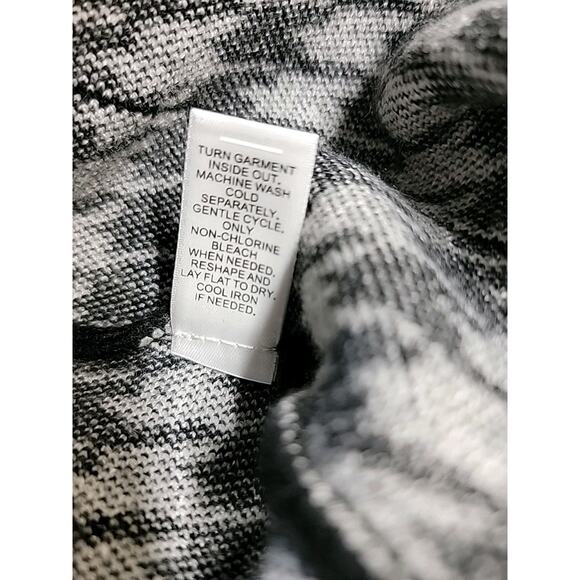 TURN GARMENT
INSIDE OUT.
MACHINE WASH
COLD
SEPARATELY.
GENTLE CYCLE.
ONLY
NON-CHLORINE
BLEACH
WHEN NEEDED.
RESHAPE AND
LAY FLAT TO DRY.
COOL IRON
IF NEEDED.